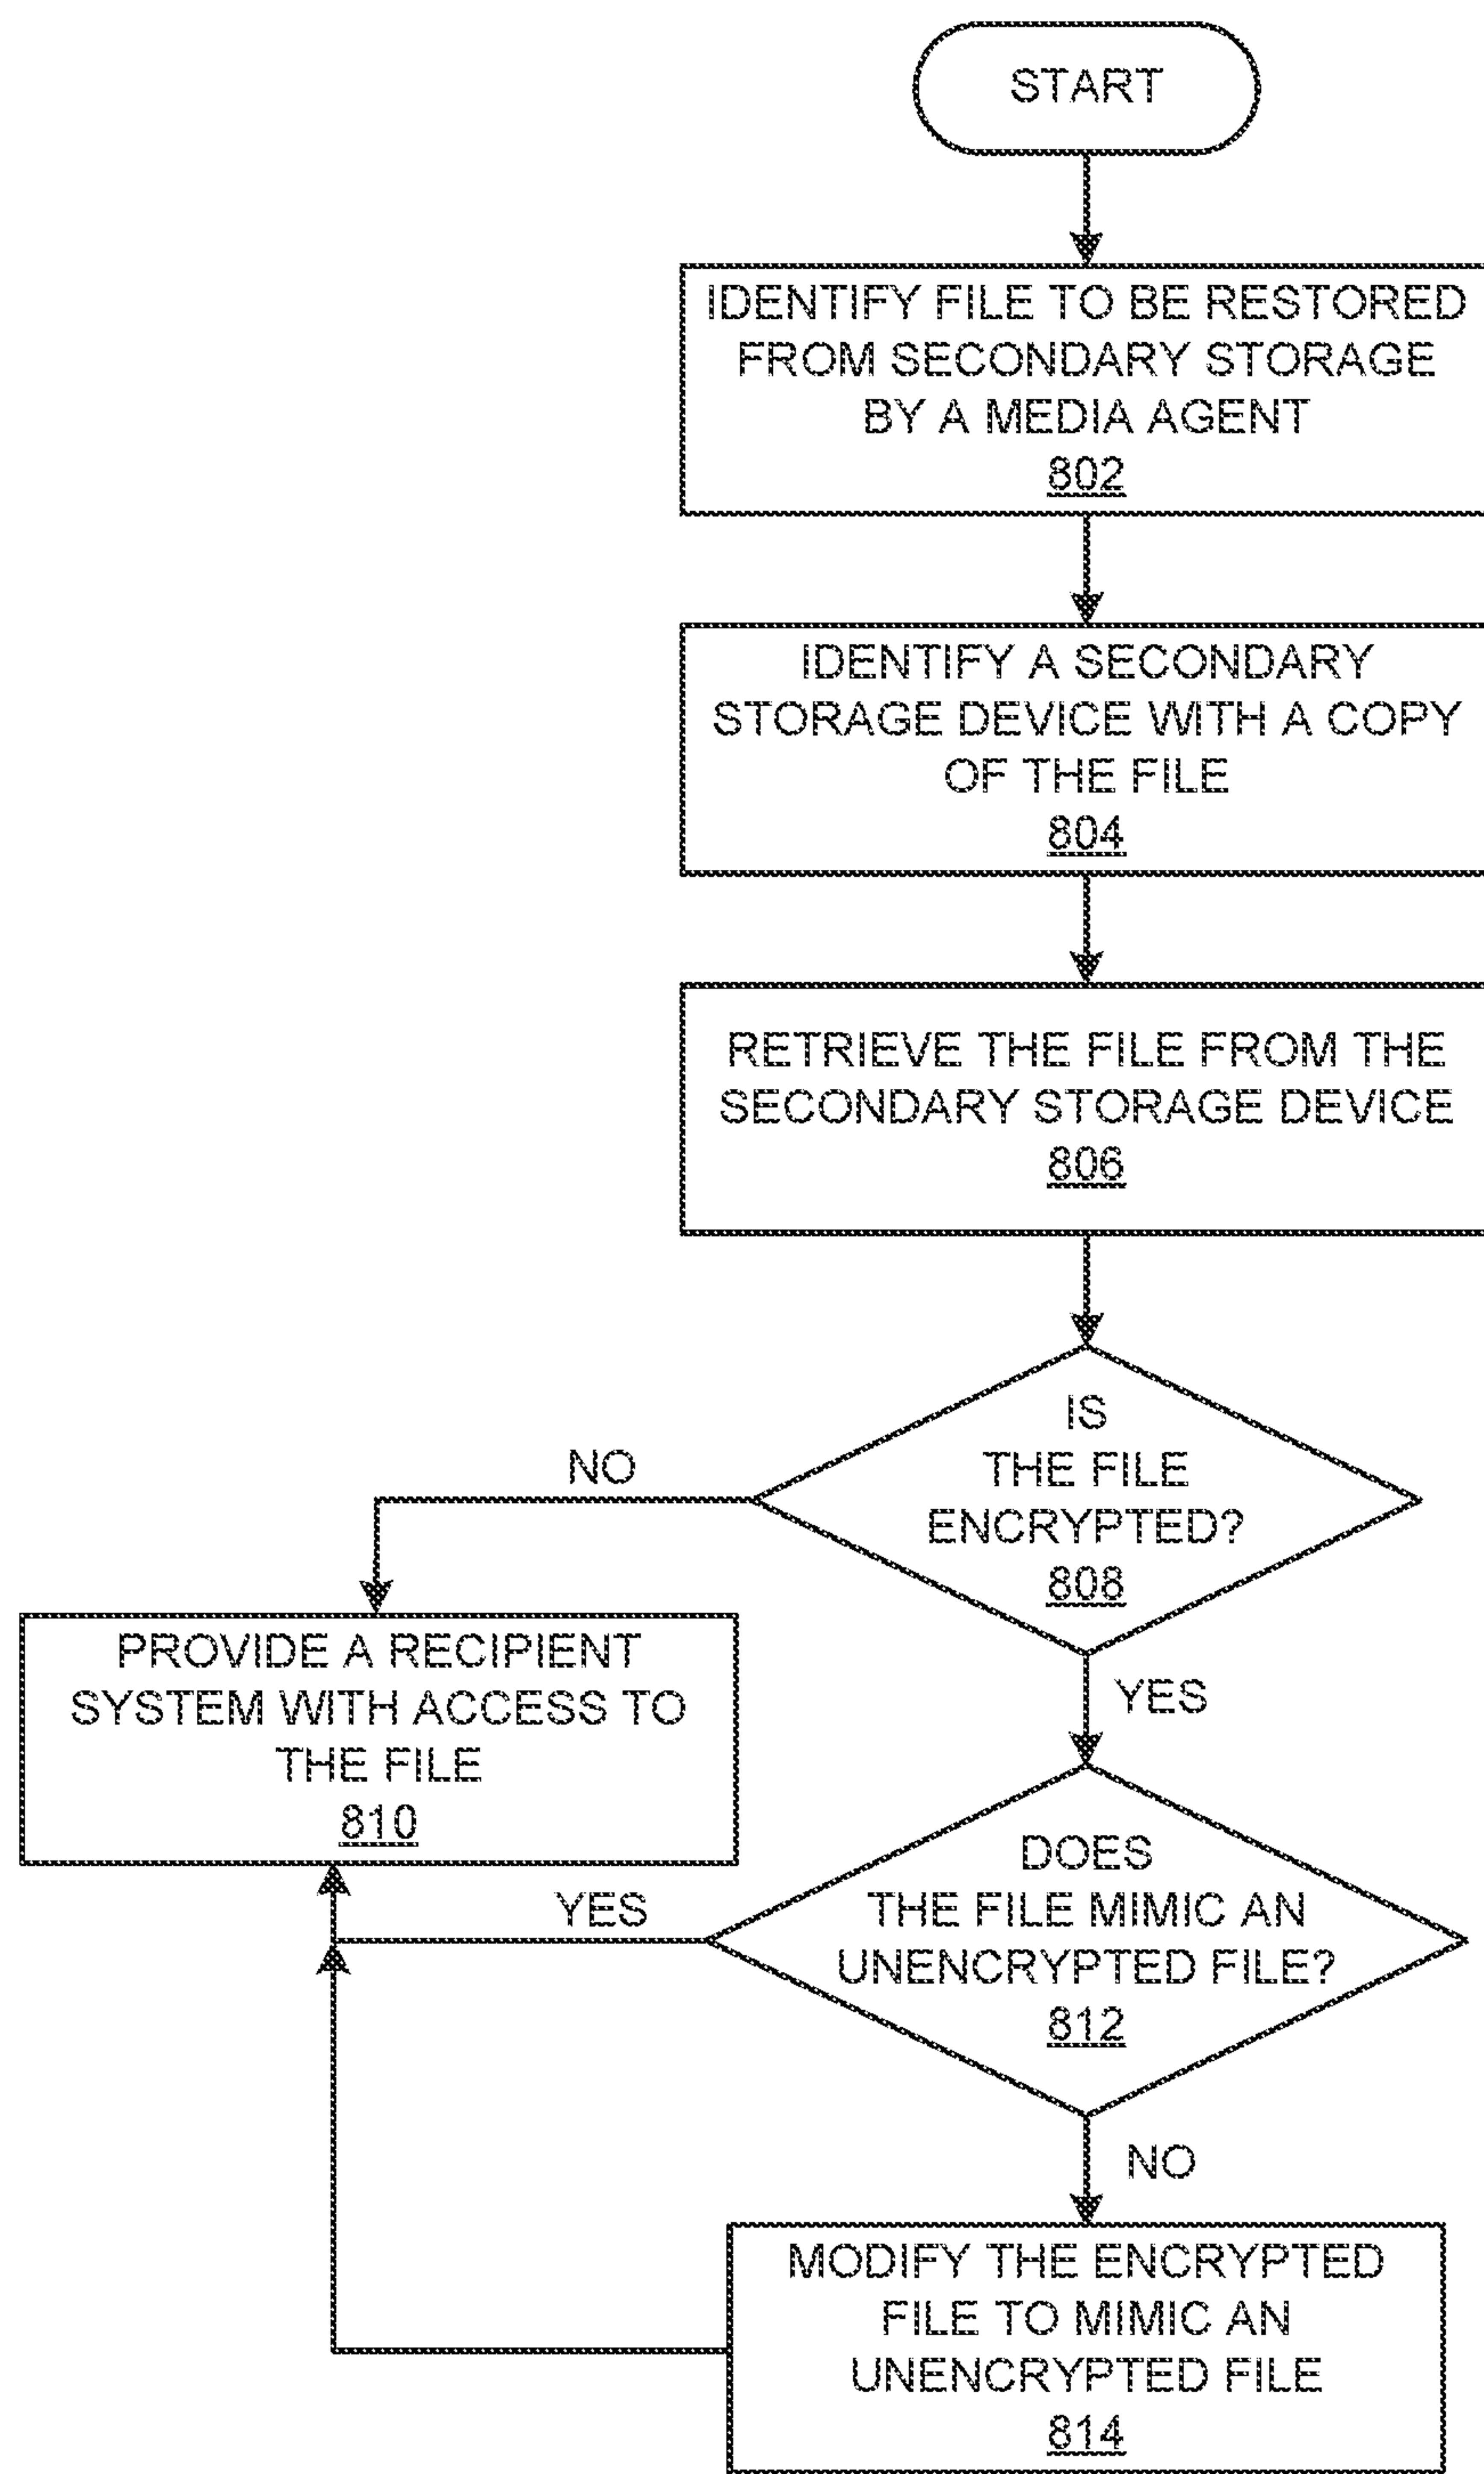 START
IDENTIFY FILE TO BE RESTORED
FROM SECONDARY STORAGE
BY A MEDIA AGENT
802
IDENTIFY A SECONDARY
STORAGE DEVICE WITH A COPY
OF THE FILE
804
RETRIEVE THE FILE FROM THE
SECONDARY STORAGE DEVICE
806
IS
THE FILE
ENCRYPTED?
808
NO
PROVIDE A RECIPIENT
SYSTEM WITH ACCESS TO
THE FILE
810
YES
DOES
THE FILE MIMIC AN
UNENCRYPTED FILE?
812
YES
NO
MODIFY THE ENCRYPTED
FILE TO MIMIC AN
UNENCRYPTED FILE
814